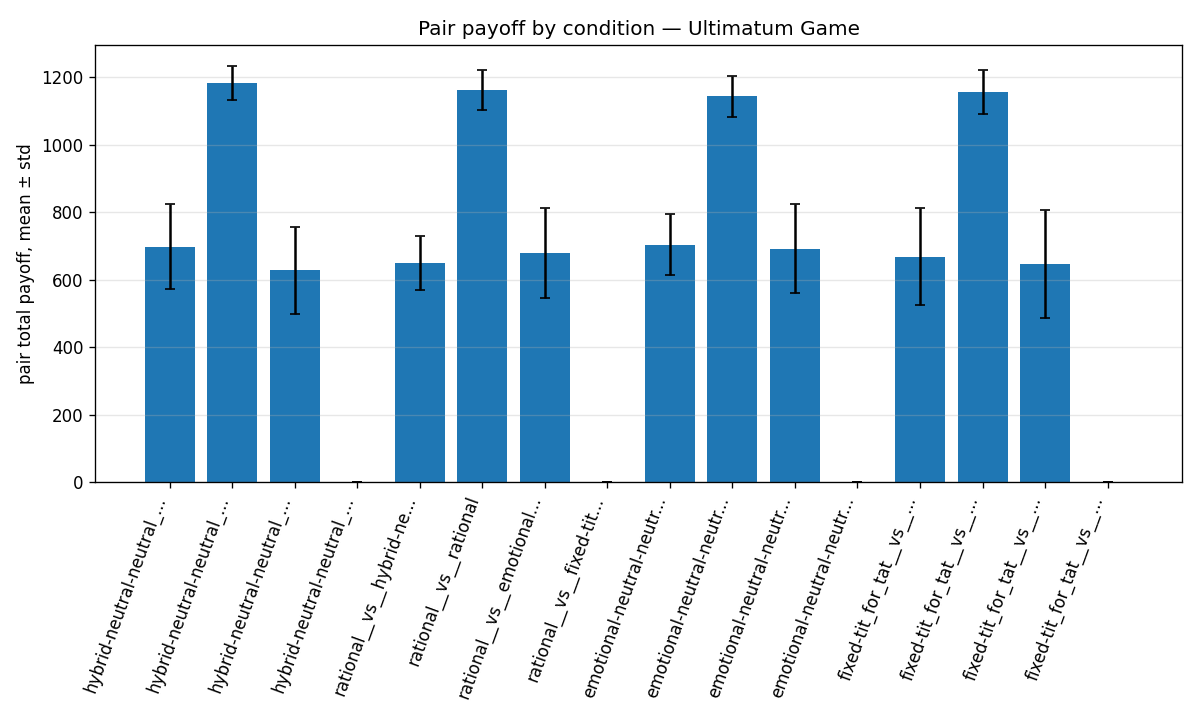 Pair payoff by condition — Ultimatum Game
pair total payoff, mean ± std
1200
1000
800
600
400
200
0
hybrid-neutral-neutral_...
hybrid-neutral-neutral_...
hybrid-neutral-neutral_...
hybrid-neutral-neutral_...
rational__vs__hybrid-ne...
rational__vs__rational
rational__vs__emotional...
rational__vs__fixed-tit...
emotional-neutral-neutr...
emotional-neutral-neutr...
emotional-neutral-neutr...
emotional-neutral-neutr...
fixed-tit_for_tat__vs__...
fixed-tit_for_tat__vs__...
fixed-tit_for_tat__vs__...
fixed-tit_for_tat__vs__...